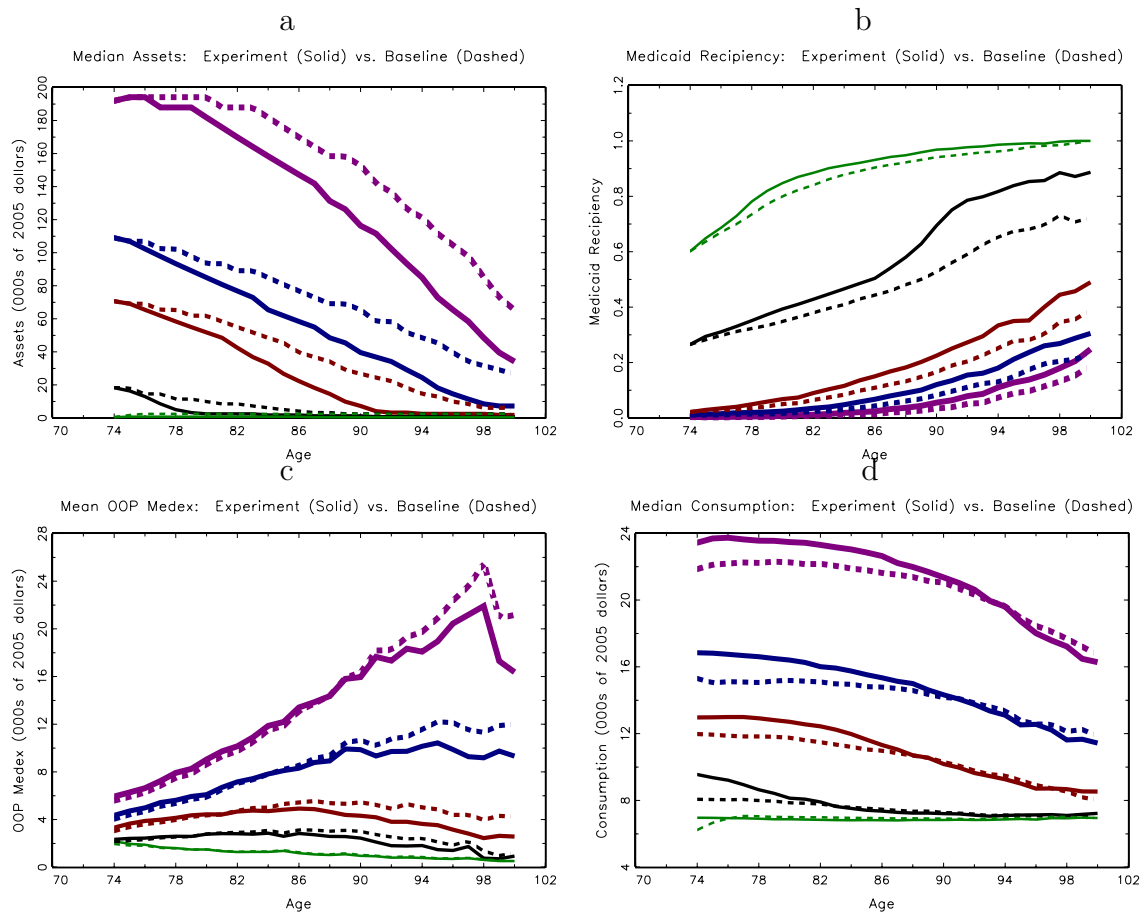 a
Median Assets: Experiment (Solid) vs. Baseline (Dashed)
Assets (000s of 2005 dollars)
0 20 40 60 80 100 120 140 160 180 200
70 74 78 82 86 90 94 98 102
Age
b
Medicaid Recipiency: Experiment (Solid) vs. Baseline (Dashed)
Medicaid Recipiency
0.0 0.2 0.4 0.6 0.8 1.0 1.2
70 74 78 82 86 90 94 98 102
Age
c
Mean OOP Medex: Experiment (Solid) vs. Baseline (Dashed)
OOP Medex (000s of 2005 dollars)
0 4 8 12 16 20 24 28
70 74 78 82 86 90 94 98 102
Age
d
Median Consumption: Experiment (Solid) vs. Baseline (Dashed)
Consumption (000s of 2005 dollars)
4 8 12 16 20 24
70 74 78 82 86 90 94 98 102
Age